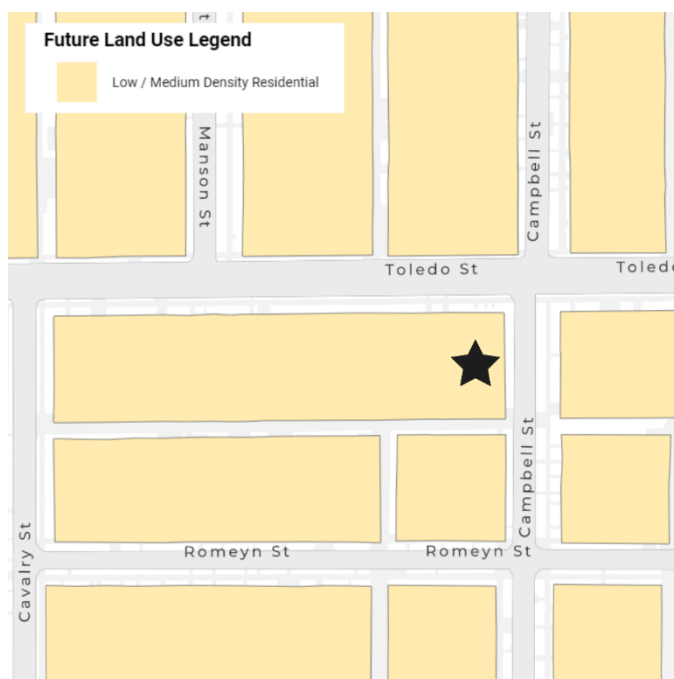 t
Future Land Use Legend
Low / Medium Density Residential
Manson St
Campbell St
Toledo St
Toled
Campbell St
Cavalry St
Romeyn St
Romeyn St